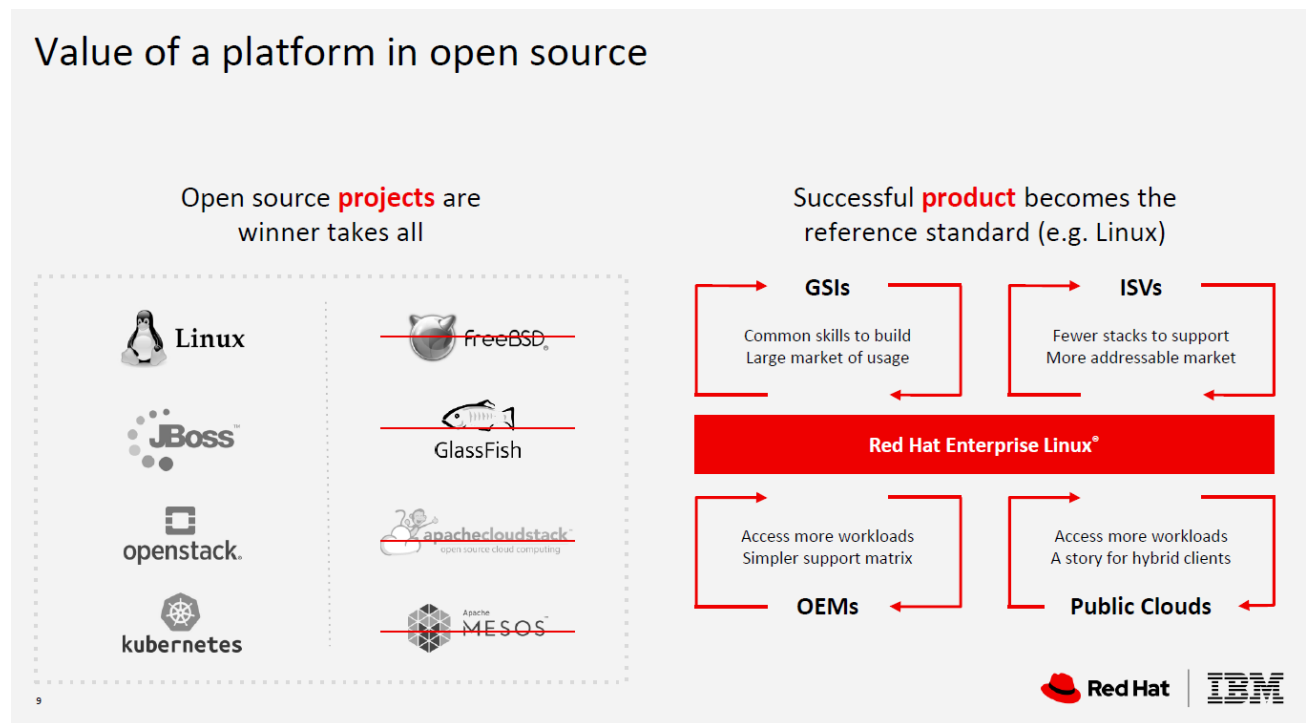 Value of a platform in open source
Open source projects are
winner takes all
Linux
FreeBSD®
JBoss™
GlassFish
openstack.
apachecloudstack™
open source cloud computing
kubernetes
Apache
MESOS™
Successful product becomes the
reference standard (e.g. Linux)
GSIs
Common skills to build
Large market of usage
ISVs
Fewer stacks to support
More addressable market
Red Hat Enterprise Linux®
Access more workloads
Simpler support matrix
OEMs
Access more workloads
A story for hybrid clients
Public Clouds
9
Red Hat
IBM